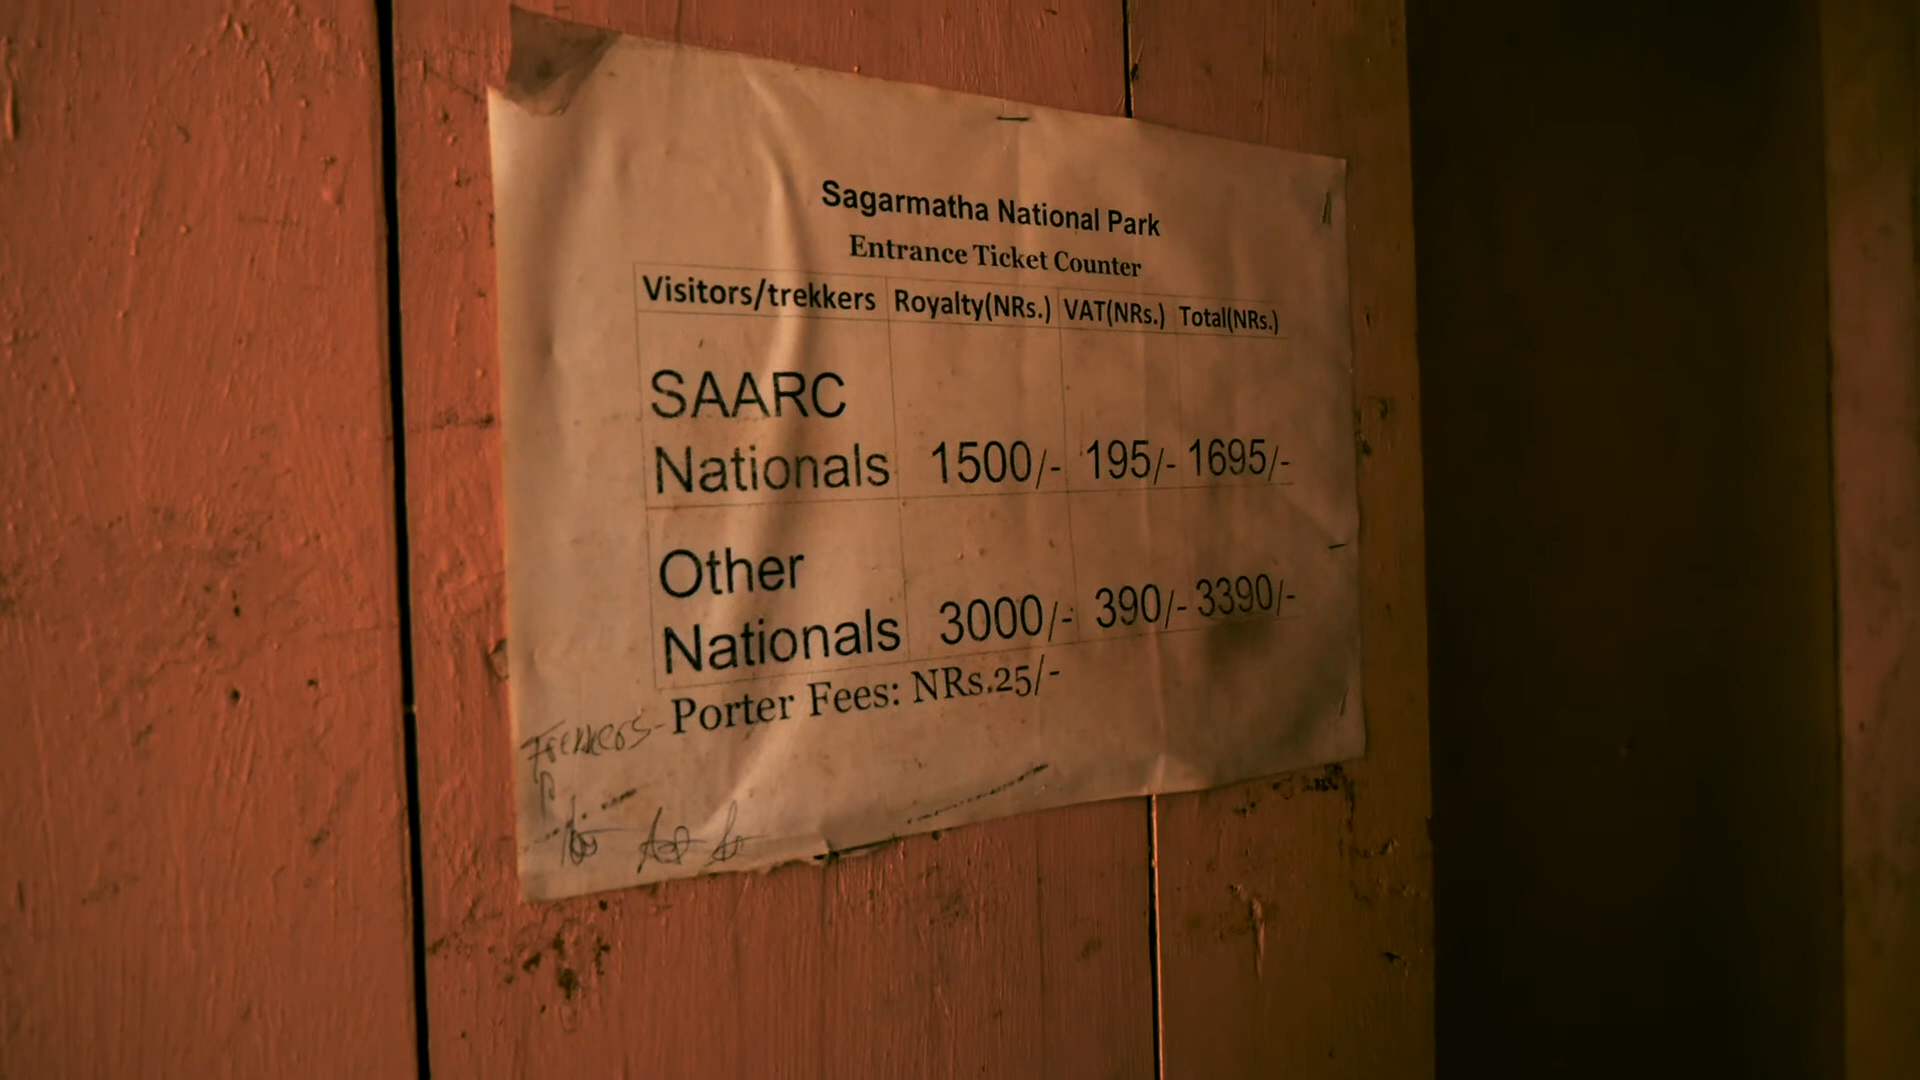 Sagarmatha National Park
Entrance Ticket Counter
Visitors/trekkers Royalty(NRs.) VAT(NRs.) Total(NRs.)
SAARC
Nationals 1500/- 195/- 1695/-
Other
Nationals 3000/- 390/- 3390/-
Porter Fees: NRs.25/-